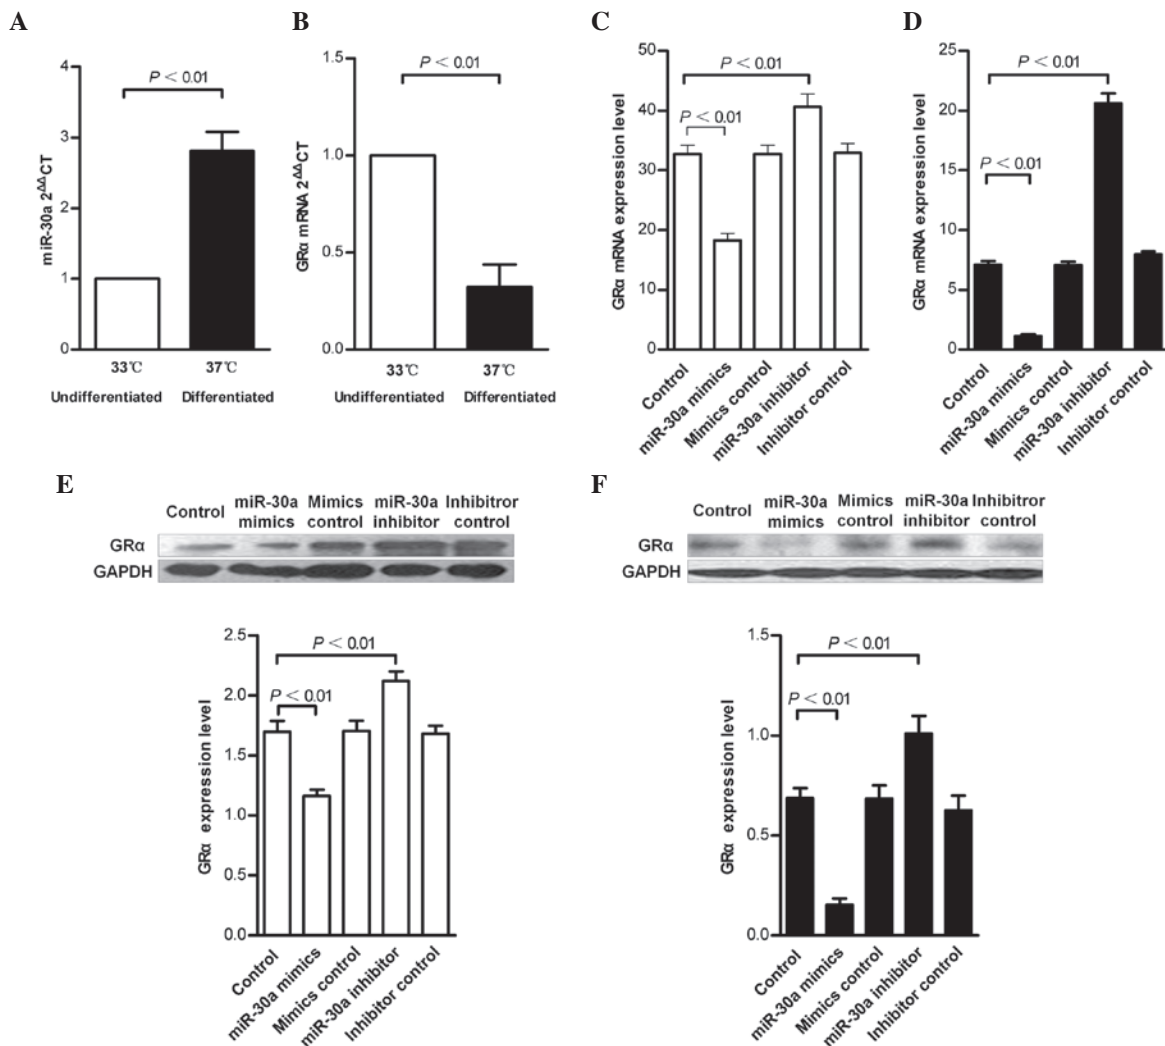 A
miR-30a 2ΔΔCT
4
3
2
1
0
P < 0.01
33℃
37℃
Undifferentiated
Differentiated
B
GRα mRNA 2ΔΔCT
1.5
1.0
0.5
0.0
P < 0.01
33℃
37℃
Undifferentiated
Differentiated
C
GRα mRNA expression level
50
40
30
20
10
0
P < 0.01
P < 0.01
Control
miR-30a mimics
Mimics control
miR-30a inhibitor
Inhibitor control
D
GRα mRNA expression level
25
20
15
10
5
0
P < 0.01
P < 0.01
Control
miR-30a mimics
Mimics control
miR-30a inhibitor
Inhibitor control
E
Control
miR-30a
mimics
Mimics
control
miR-30a
inhibitor
Inhibitror
control
GRα
GAPDH
GRα expression level
2.5
2.0
1.5
1.0
0.5
0.0
P < 0.01
P < 0.01
Control
miR-30a mimics
Mimics control
miR-30a inhibitor
Inhibitor control
F
Control
miR-30a
mimics
Mimics
control
miR-30a
inhibitor
Inhibitror
control
GRα
GAPDH
GRα expression level
1.5
1.0
0.5
0.0
P < 0.01
P < 0.01
Control
miR-30a mimics
Mimics control
miR-30a inhibitor
Inhibitor control